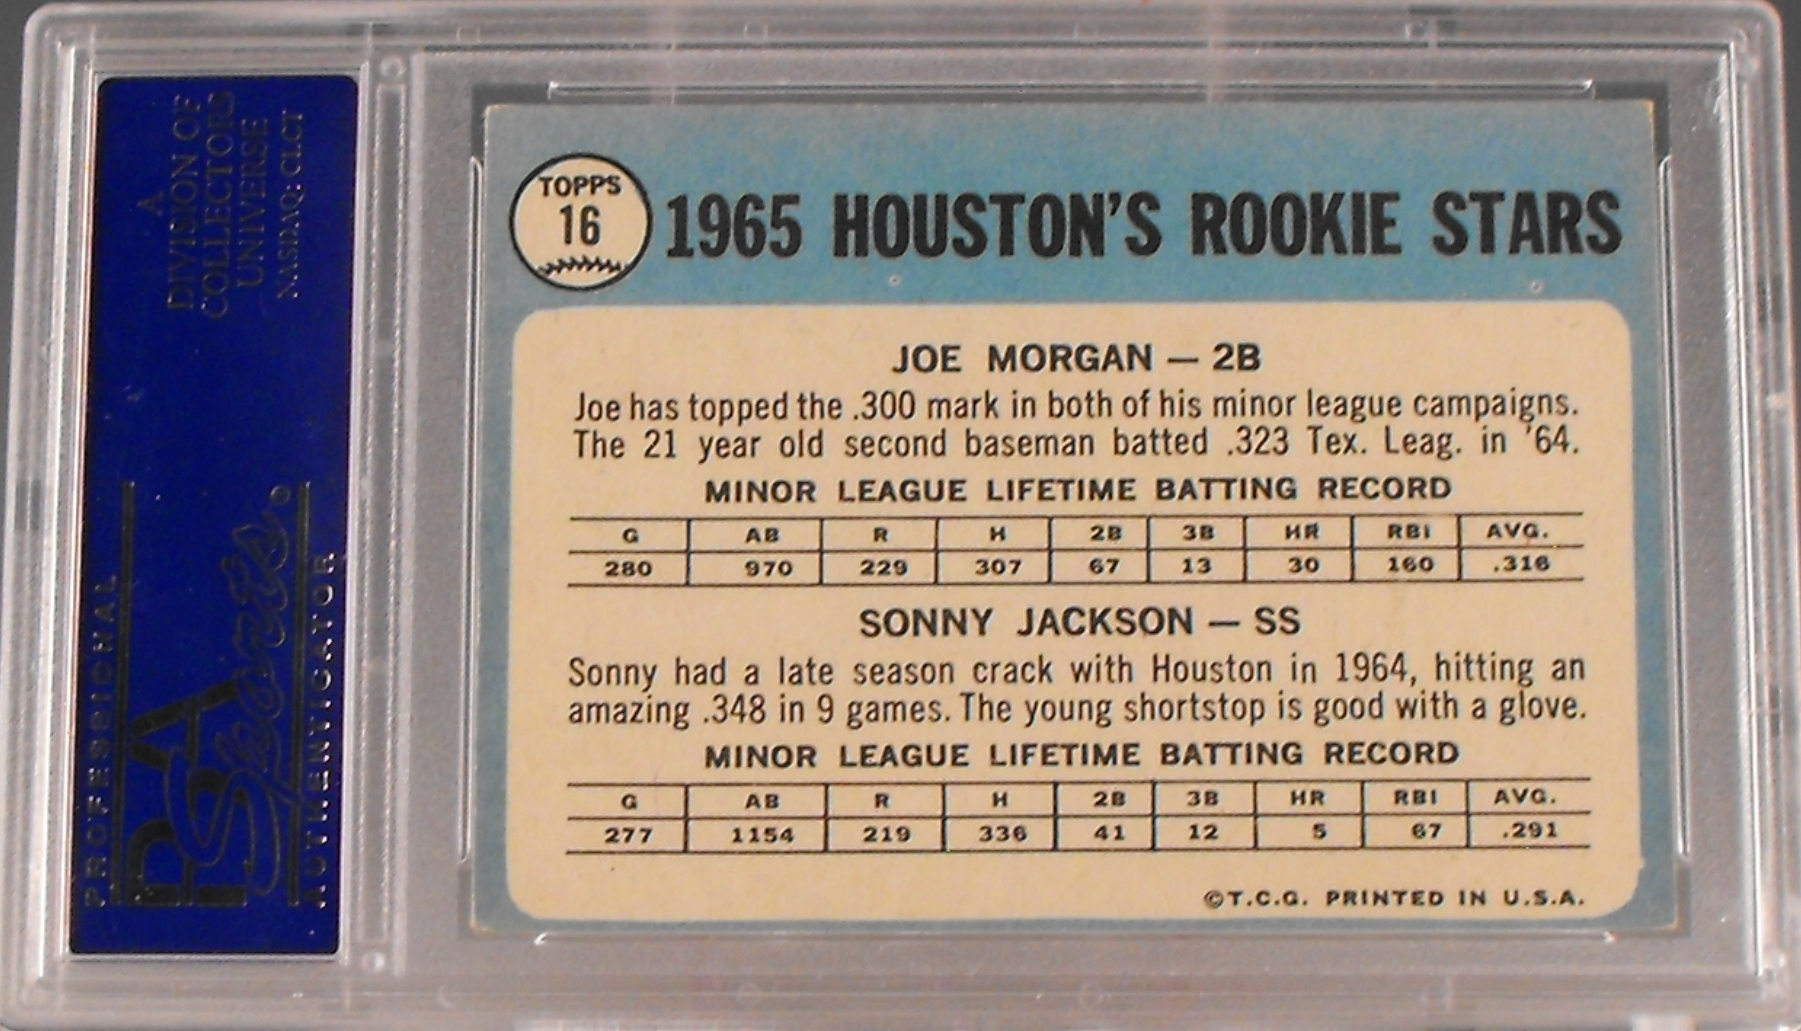 A
DIVISION OF
COLLECTORS
UNIVERSE
NASDAQ: CLCT
PROFESSIONAL
PSA
Sports
AUTHENTICATOR
TOPPS
16
1965 HOUSTON'S ROOKIE STARS
JOE MORGAN — 2B
Joe has topped the .300 mark in both of his minor league campaigns.
The 21 year old second baseman batted .323 Tex. Leag. in '64.
MINOR LEAGUE LIFETIME BATTING RECORD
G AB R H 2B 3B HR RBI AVG.
280 970 229 307 67 13 30 160 .316
SONNY JACKSON — SS
Sonny had a late season crack with Houston in 1964, hitting an
amazing .348 in 9 games. The young shortstop is good with a glove.
MINOR LEAGUE LIFETIME BATTING RECORD
G AB R H 2B 3B HR RBI AVG.
277 1154 219 336 41 12 5 67 .291
©T.C.G. PRINTED IN U.S.A.